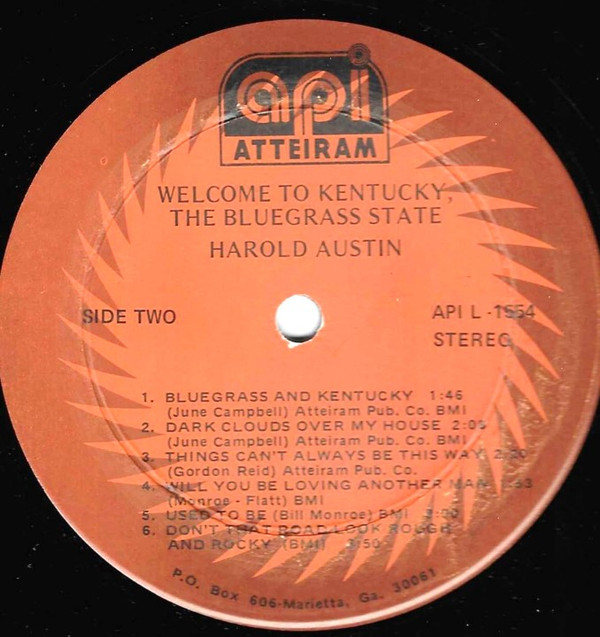 api
ATTEIRAM
WELCOME TO KENTUCKY,
THE BLUEGRASS STATE
HAROLD AUSTIN
SIDE TWO
API L -1554
STEREO
1. BLUEGRASS AND KENTUCKY 1:46
(June Campbell) Atteiram Pub. Co. BMI
2. DARK CLOUDS OVER MY HOUSE
(June Campbell) Atteiram Pub. Co. BMI
3. THINGS CAN'T ALWAYS BE THIS WAY
(Gordon Reid) Atteiram Pub. Co.
4. WILL YOU BE LOVING ANOTHER MAN
(Monroe - Flatt) BMI
5. USED TO BE (Bill Monroe) BMI
6. DON'T THAT ROAD LOOK ROUGH
AND ROCKY (BMI) 3:50
P.O. Box 606-Marietta, Ga. 30061